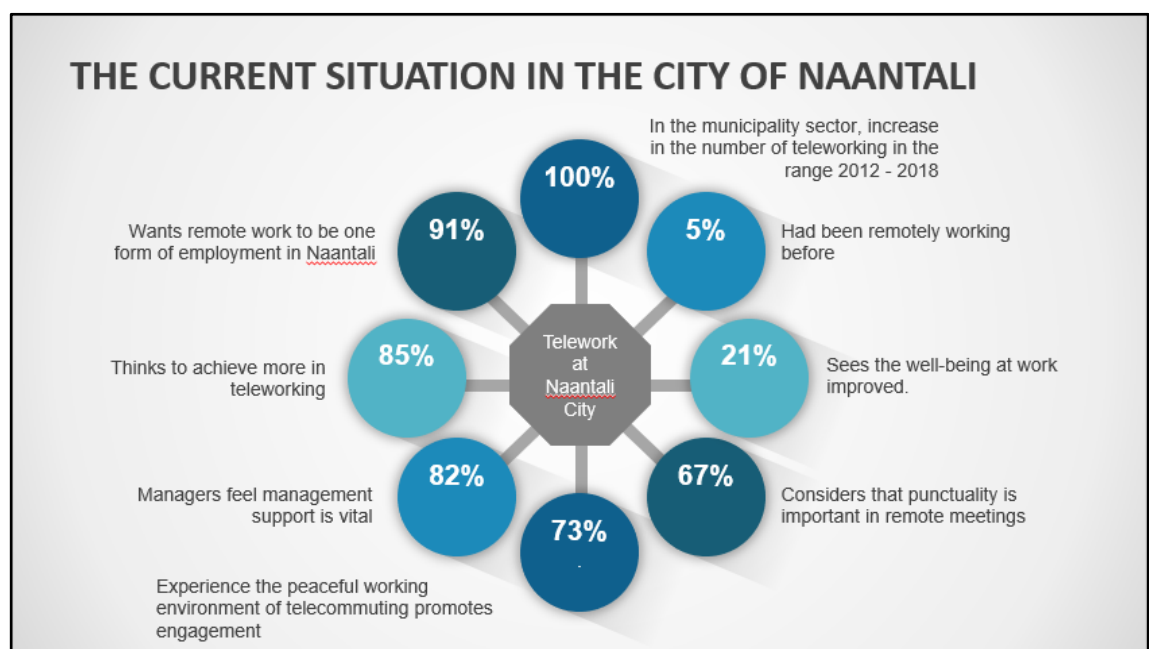 THE CURRENT SITUATION IN THE CITY OF NAANTALI
In the municipality sector, increase
in the number of teleworking in the
range 2012 - 2018
100%
5%
Had been remotely working
before
21%
Sees the well-being at work
improved.
67%
Considers that punctuality is
important in remote meetings
73%
.
Experience the peaceful working
environment of telecommuting promotes
engagement
82%
Managers feel management
support is vital
85%
Thinks to achieve more in
teleworking
91%
Wants remote work to be one
form of employment in Naantali
Telework
at
Naantali
City